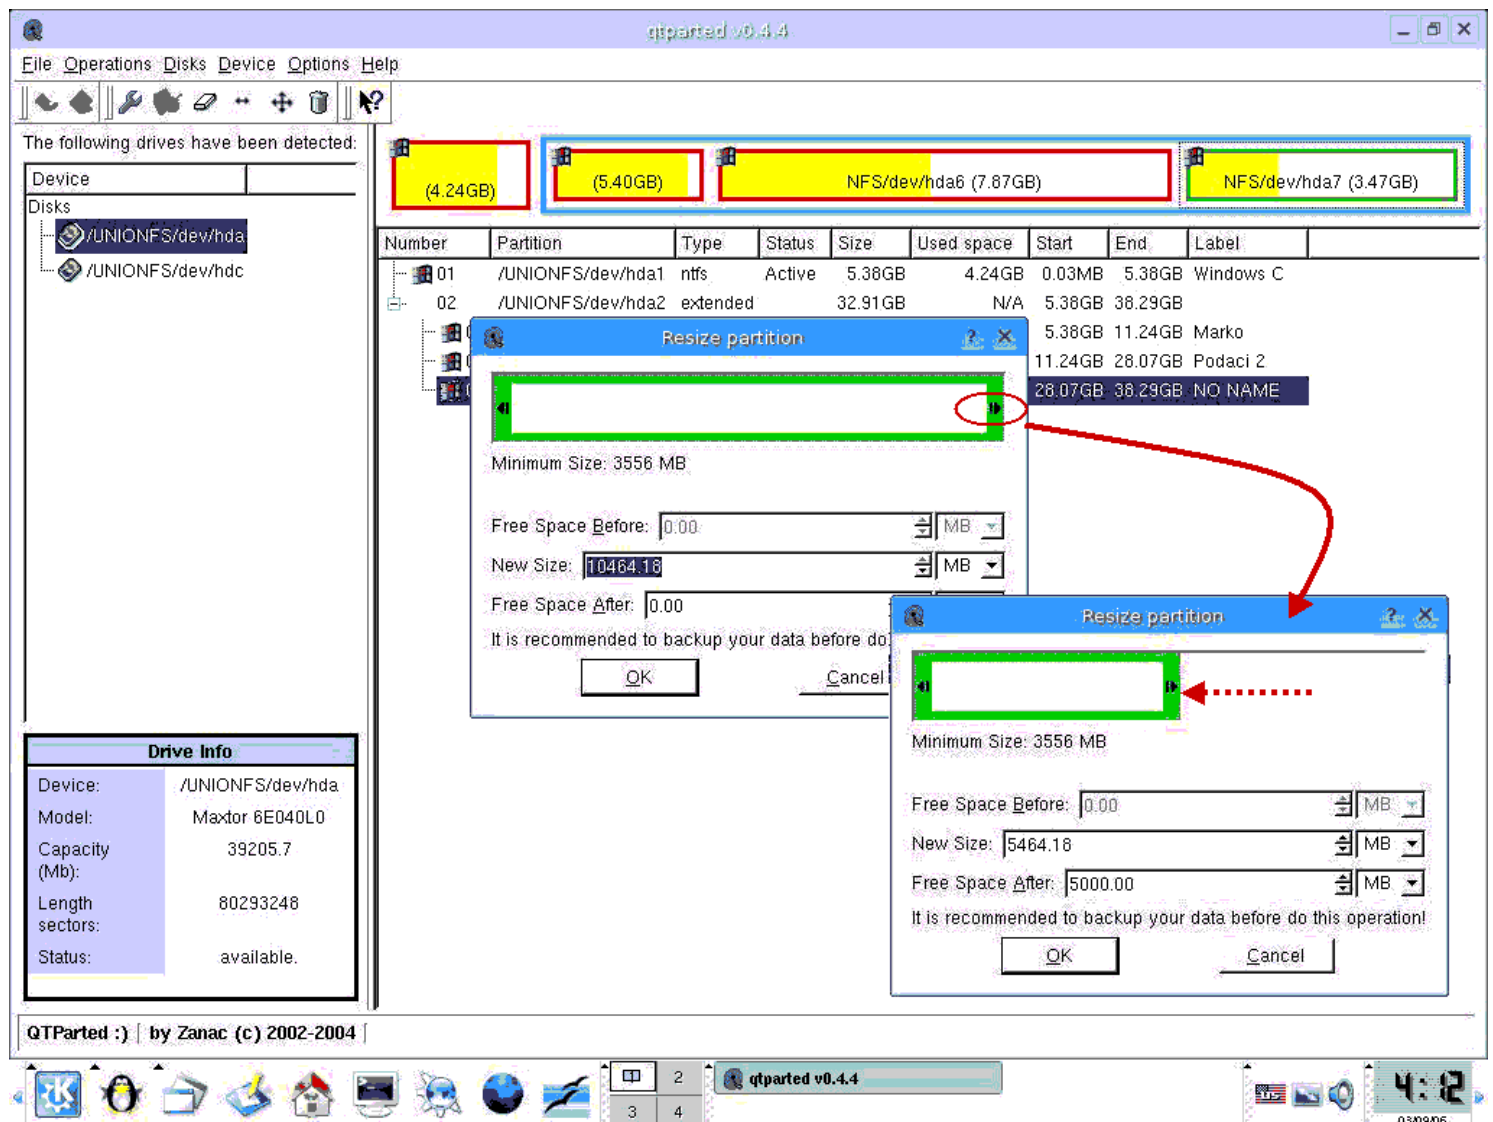 qtparted v0.4.4
File Operations Disks Device Options Help
The following drives have been detected:
Device
Disks
/UNIONFS/dev/hda
/UNIONFS/dev/hdc
(4.24GB)
(5.40GB)
NFS/dev/hda6 (7.87GB)
NFS/dev/hda7 (3.47GB)
Number Partition Type Status Size Used space Start End Label
01 /UNIONFS/dev/hda1 ntfs Active 5.38GB 4.24GB 0.03MB 5.38GB Windows C
02 /UNIONFS/dev/hda2 extended 32.91GB N/A 5.38GB 38.29GB
5.38GB 11.24GB Marko
11.24GB 28.07GB Podaci 2
28.07GB 38.29GB NO NAME
Resize partition
Minimum Size: 3556 MB
Free Space Before: 0.00 MB
New Size: 10464.18 MB
Free Space After: 0.00
It is recommended to backup your data before do
OK Cancel
Resize partition
Minimum Size: 3556 MB
Free Space Before: 0.00 MB
New Size: 5464.18 MB
Free Space After: 5000.00 MB
It is recommended to backup your data before do this operation!
OK Cancel
Drive Info
Device: /UNIONFS/dev/hda
Model: Maxtor 6E040L0
Capacity (Mb): 39205.7
Length sectors: 80293248
Status: available.
QTParted :) by Zanac (c) 2002-2004
1 2
3 4
qtparted v0.4.4
US
4:12
03/09/06